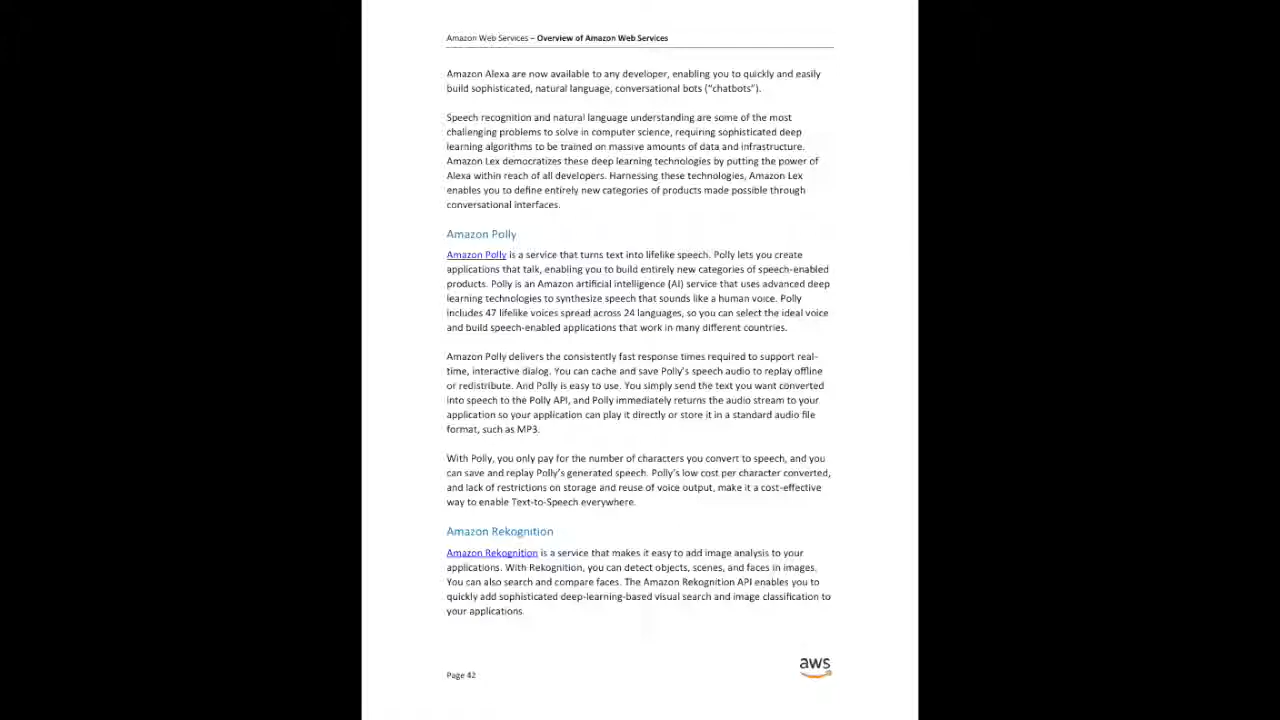 Amazon Web Services – Overview of Amazon Web Services
Amazon Alexa are now available to any developer, enabling you to quickly and easily
build sophisticated, natural language, conversational bots (“chatbots”).
Speech recognition and natural language understanding are some of the most
challenging problems to solve in computer science, requiring sophisticated deep
learning algorithms to be trained on massive amounts of data and infrastructure.
Amazon Lex democratizes these deep learning technologies by putting the power of
Alexa within reach of all developers. Harnessing these technologies, Amazon Lex
enables you to define entirely new categories of products made possible through
conversational interfaces.
Amazon Polly
Amazon Polly is a service that turns text into lifelike speech. Polly lets you create
applications that talk, enabling you to build entirely new categories of speech-enabled
products. Polly is an Amazon artificial intelligence (AI) service that uses advanced deep
learning technologies to synthesize speech that sounds like a human voice. Polly
includes 47 lifelike voices spread across 24 languages, so you can select the ideal voice
and build speech-enabled applications that work in many different countries.
Amazon Polly delivers the consistently fast response times required to support real-
time, interactive dialog. You can cache and save Polly’s speech audio to replay offline
or redistribute. And Polly is easy to use. You simply send the text you want converted
into speech to the Polly API, and Polly immediately returns the audio stream to your
application so your application can play it directly or store it in a standard audio file
format, such as MP3.
With Polly, you only pay for the number of characters you convert to speech, and you
can save and replay Polly’s generated speech. Polly’s low cost per character converted,
and lack of restrictions on storage and reuse of voice output, make it a cost-effective
way to enable Text-to-Speech everywhere.
Amazon Rekognition
Amazon Rekognition is a service that makes it easy to add image analysis to your
applications. With Rekognition, you can detect objects, scenes, and faces in images.
You can also search and compare faces. The Amazon Rekognition API enables you to
quickly add sophisticated deep-learning-based visual search and image classification to
your applications.
Page 42
aws